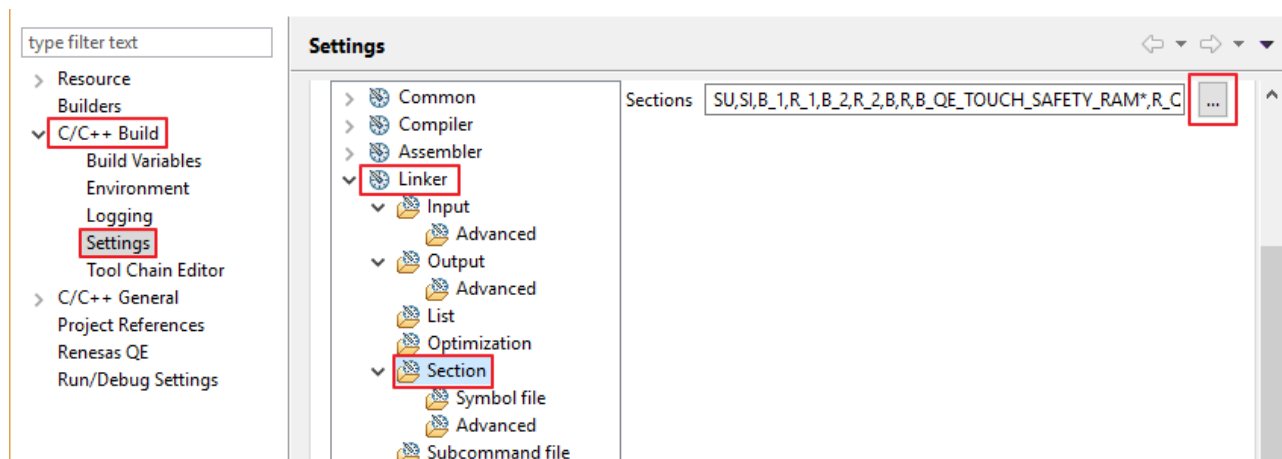 type filter text
Resource
Builders
C/C++ Build
Build Variables
Environment
Logging
Settings
Tool Chain Editor
C/C++ General
Project References
Renesas QE
Run/Debug Settings
Settings
Common
Compiler
Assembler
Linker
Input
Advanced
Output
Advanced
List
Optimization
Section
Symbol file
Advanced
Subcommand file
Sections SU,SI,B_1,R_1,B_2,R_2,B,R,B_QE_TOUCH_SAFETY_RAM*,R_C ...